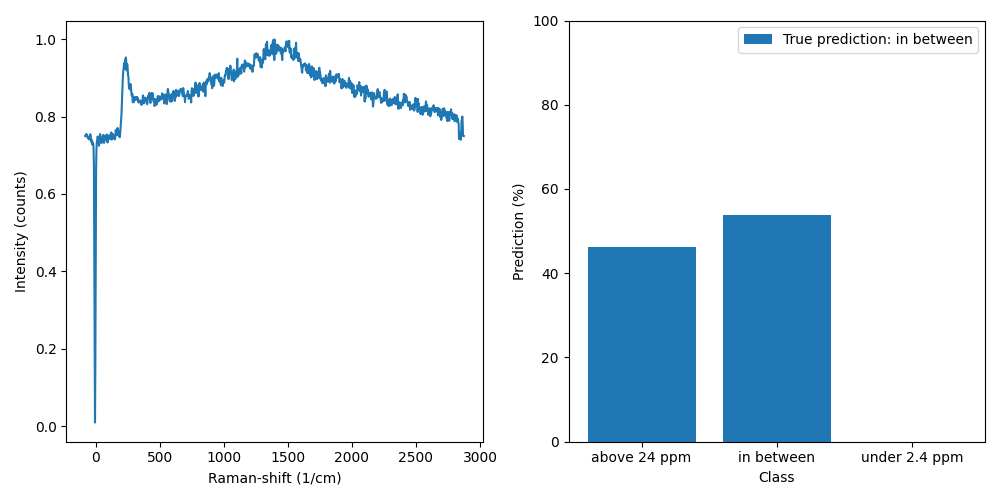 1.0
0.8
0.6
0.4
0.2
0.0
0 500 1000 1500 2000 2500 3000
Raman-shift (1/cm)
Intensity (counts)
100
80
60
40
20
0
Prediction (%)
True prediction: in between
above 24 ppm in between under 2.4 ppm
Class